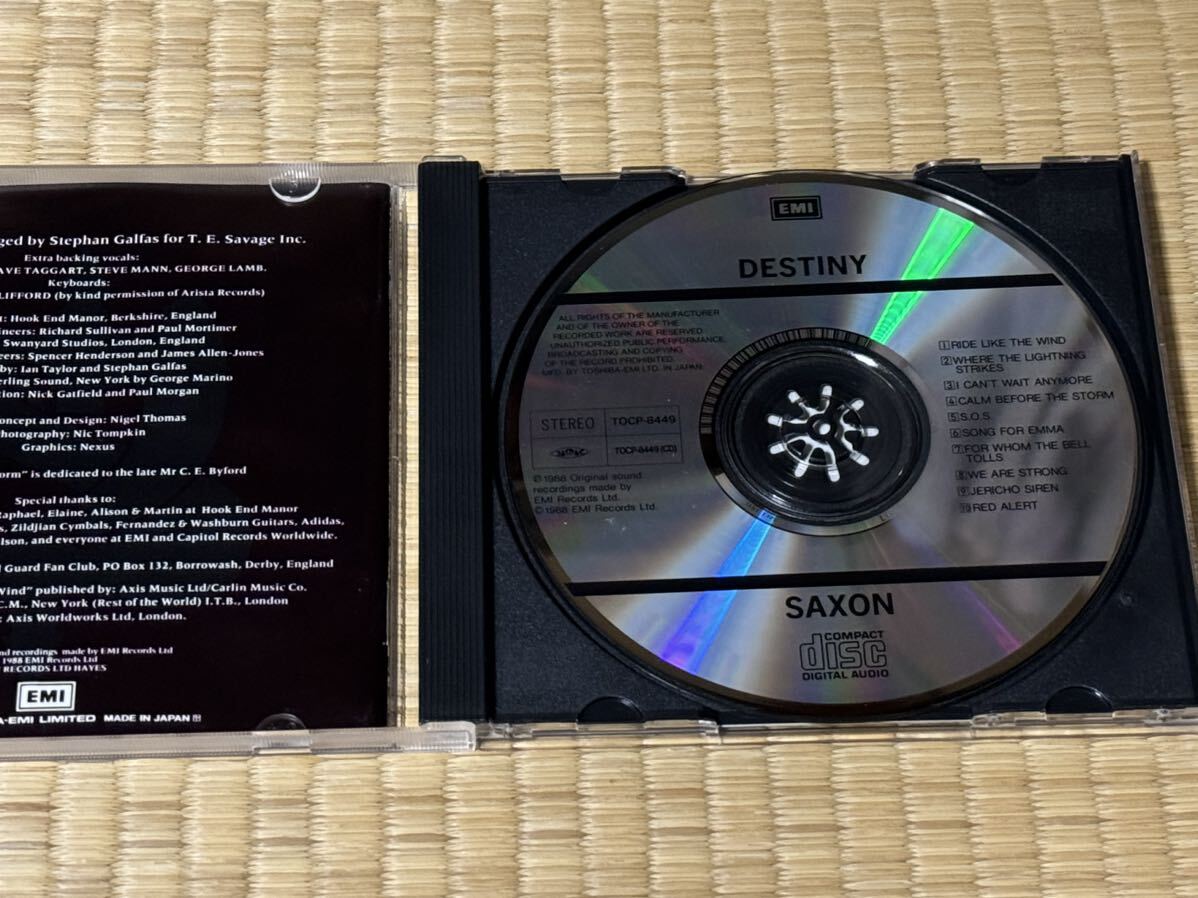 ged by Stephan Galfas for T. E. Savage Inc.
Extra backing vocals:
AVE TAGGART, STEVE MANN, GEORGE LAMB.
Keyboards:
LIFFORD (by kind permission of Arista Records)
t: Hook End Manor, Berkshire, England
ineers: Richard Sullivan and Paul Mortimer
Swanyard Studios, London, England
eers: Spencer Henderson and James Allen-Jones
by: Ian Taylor and Stephan Galfas
erling Sound, New York by George Marino
tion: Nick Gatfield and Paul Morgan
oncept and Design: Nigel Thomas
hotography: Nic Tompkin
Graphics: Nexus
orm" is dedicated to the late Mr C. E. Byford
Special thanks to:
Raphael, Elaine, Alison & Martin at Hook End Manor
s, Zildjian Cymbals, Fernandez & Washburn Guitars, Adidas,
lson, and everyone at EMI and Capitol Records Worldwide.
l Guard Fan Club, PO Box 132, Borrowash, Derby, England
Wind" published by: Axis Music Ltd/Carlin Music Co.
C.M., New York (Rest of the World) I.T.B., London
: Axis Worldworks Ltd, London.
nd recordings made by EMI Records Ltd
1988 EMI Records Ltd
RECORDS LTD HAYES
EMI
A-EMI LIMITED MADE IN JAPAN
EMI
DESTINY
ALL RIGHTS OF THE MANUFACTURER
AND OF THE OWNER OF THE
RECORDED WORK ARE RESERVED.
UNAUTHORIZED PUBLIC PERFORMANCE,
BROADCASTING AND COPYING
OF THE RECORD PROHIBITED.
MFD. BY TOSHIBA-EMI LTD. IN JAPAN.
STEREO TOCP-8449
TOCP-8449 (CD)
℗1988 Original sound
recordings made by
EMI Records Ltd.
©1988 EMI Records Ltd.
1 RIDE LIKE THE WIND
2 WHERE THE LIGHTNING
STRIKES
3 I CAN'T WAIT ANYMORE
4 CALM BEFORE THE STORM
5 S.O.S.
6 SONG FOR EMMA
7 FOR WHOM THE BELL
TOLLS
8 WE ARE STRONG
9 JERICHO SIREN
10 RED ALERT
SAXON
COMPACT
disc
DIGITAL AUDIO